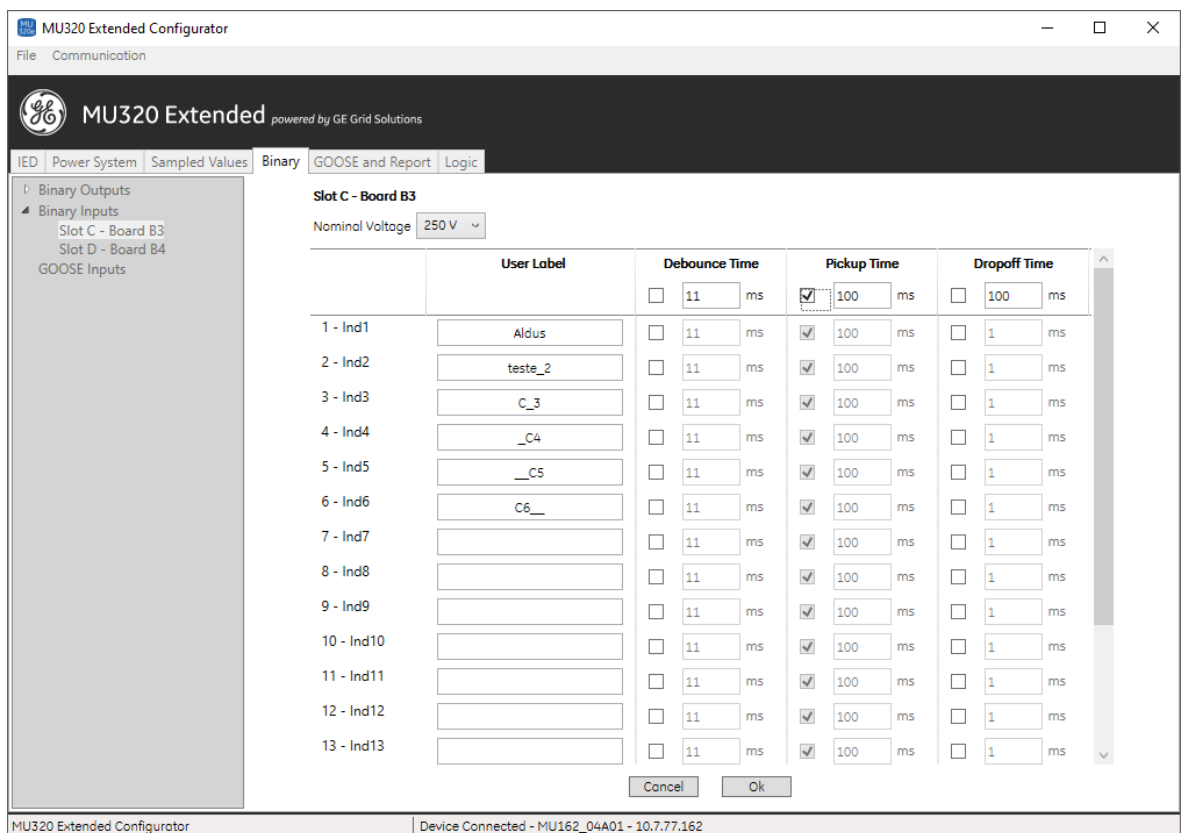 MU320 Extended Configurator
File Communication
MU320 Extended powered by GE Grid Solutions
IED Power System Sampled Values Binary GOOSE and Report Logic
Binary Outputs
Binary Inputs
Slot C - Board B3
Slot D - Board B4
GOOSE Inputs
Slot C - Board B3
Nominal Voltage 250 V
User Label Debounce Time Pickup Time Dropoff Time
11 ms 100 ms 100 ms
1 - Ind1 Aldus 11 ms 100 ms 1 ms
2 - Ind2 teste_2 11 ms 100 ms 1 ms
3 - Ind3 C_3 11 ms 100 ms 1 ms
4 - Ind4 _C4 11 ms 100 ms 1 ms
5 - Ind5 __C5 11 ms 100 ms 1 ms
6 - Ind6 C6__ 11 ms 100 ms 1 ms
7 - Ind7 11 ms 100 ms 1 ms
8 - Ind8 11 ms 100 ms 1 ms
9 - Ind9 11 ms 100 ms 1 ms
10 - Ind10 11 ms 100 ms 1 ms
11 - Ind11 11 ms 100 ms 1 ms
12 - Ind12 11 ms 100 ms 1 ms
13 - Ind13 11 ms 100 ms 1 ms
Cancel Ok
MU320 Extended Configurator Device Connected - MU162_04A01 - 10.7.77.162